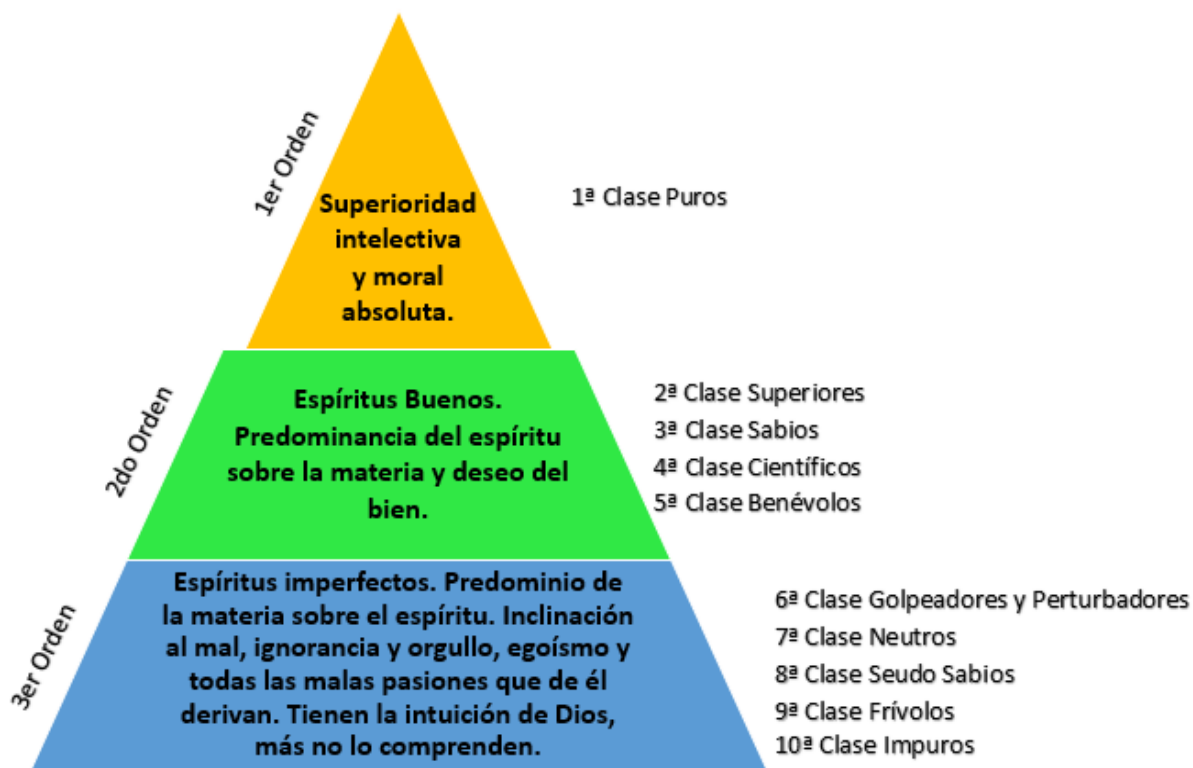 1er Orden
Superioridad
intelectiva
y moral
absoluta.
1ª Clase Puros
2do Orden
Espíritus Buenos.
Predominancia del espíritu
sobre la materia y deseo del
bien.
2ª Clase Superiores
3ª Clase Sabios
4ª Clase Científicos
5ª Clase Benévolos
3er Orden
Espíritus imperfectos. Predominio de
la materia sobre el espíritu. Inclinación
al mal, ignorancia y orgullo, egoísmo y
todas las malas pasiones que de él
derivan. Tienen la intuición de Dios,
más no lo comprenden.
6ª Clase Golpeadores y Perturbadores
7ª Clase Neutros
8ª Clase Seudo Sabios
9ª Clase Frívolos
10ª Clase Impuros